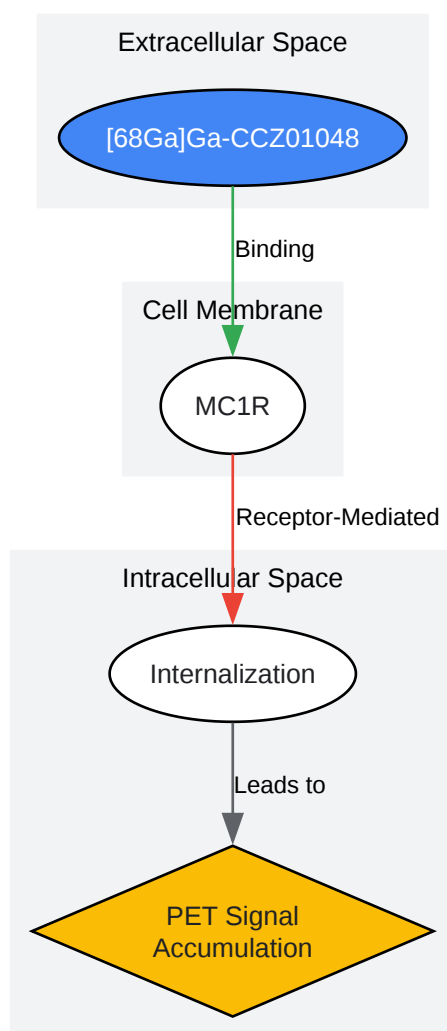 Extracellular Space
[68Ga]Ga-CCZ01048
Binding
Cell Membrane
MC1R
Receptor-Mediated
Intracellular Space
Internalization
Leads to
PET Signal
Accumulation